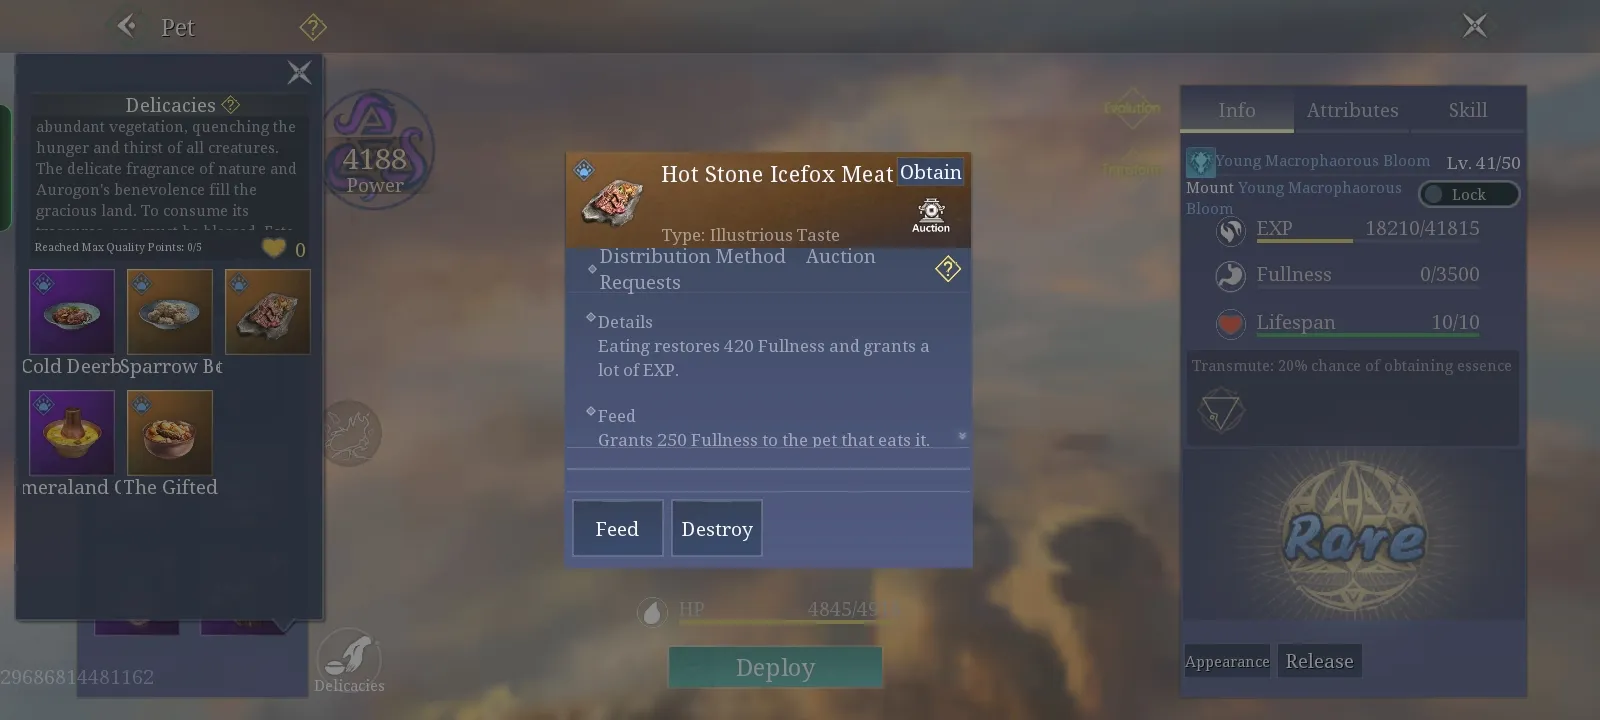 Pet
?
Delicacies ?
abundant vegetation, quenching the
hunger and thirst of all creatures.
The delicate fragrance of nature and
Aurogon's benevolence fill the
gracious land. To consume its
Reached Max Quality Points: 0/5
0
Cold Deerb
Sparrow B
meraland
The Gifted
29686814481162
4188
Power
Delicacies
Evolution
Hot Stone Icefox Meat
Obtain
Type: Illustrious Taste
Auction
Distribution Method Auction
Requests
?
Details
Eating restores 420 Fullness and grants a
lot of EXP.
Feed
Grants 250 Fullness to the pet that eats it.
Feed
Destroy
HP
4845/49
Deploy
Info
Attributes
Skill
Young Macrophaorous Bloom
Lv. 41/50
Mount Young Macrophaorous
Bloom
Lock
EXP
18210/41815
Fullness
0/3500
Lifespan
10/10
Transmute: 20% chance of obtaining essence
Rare
Appearance
Release